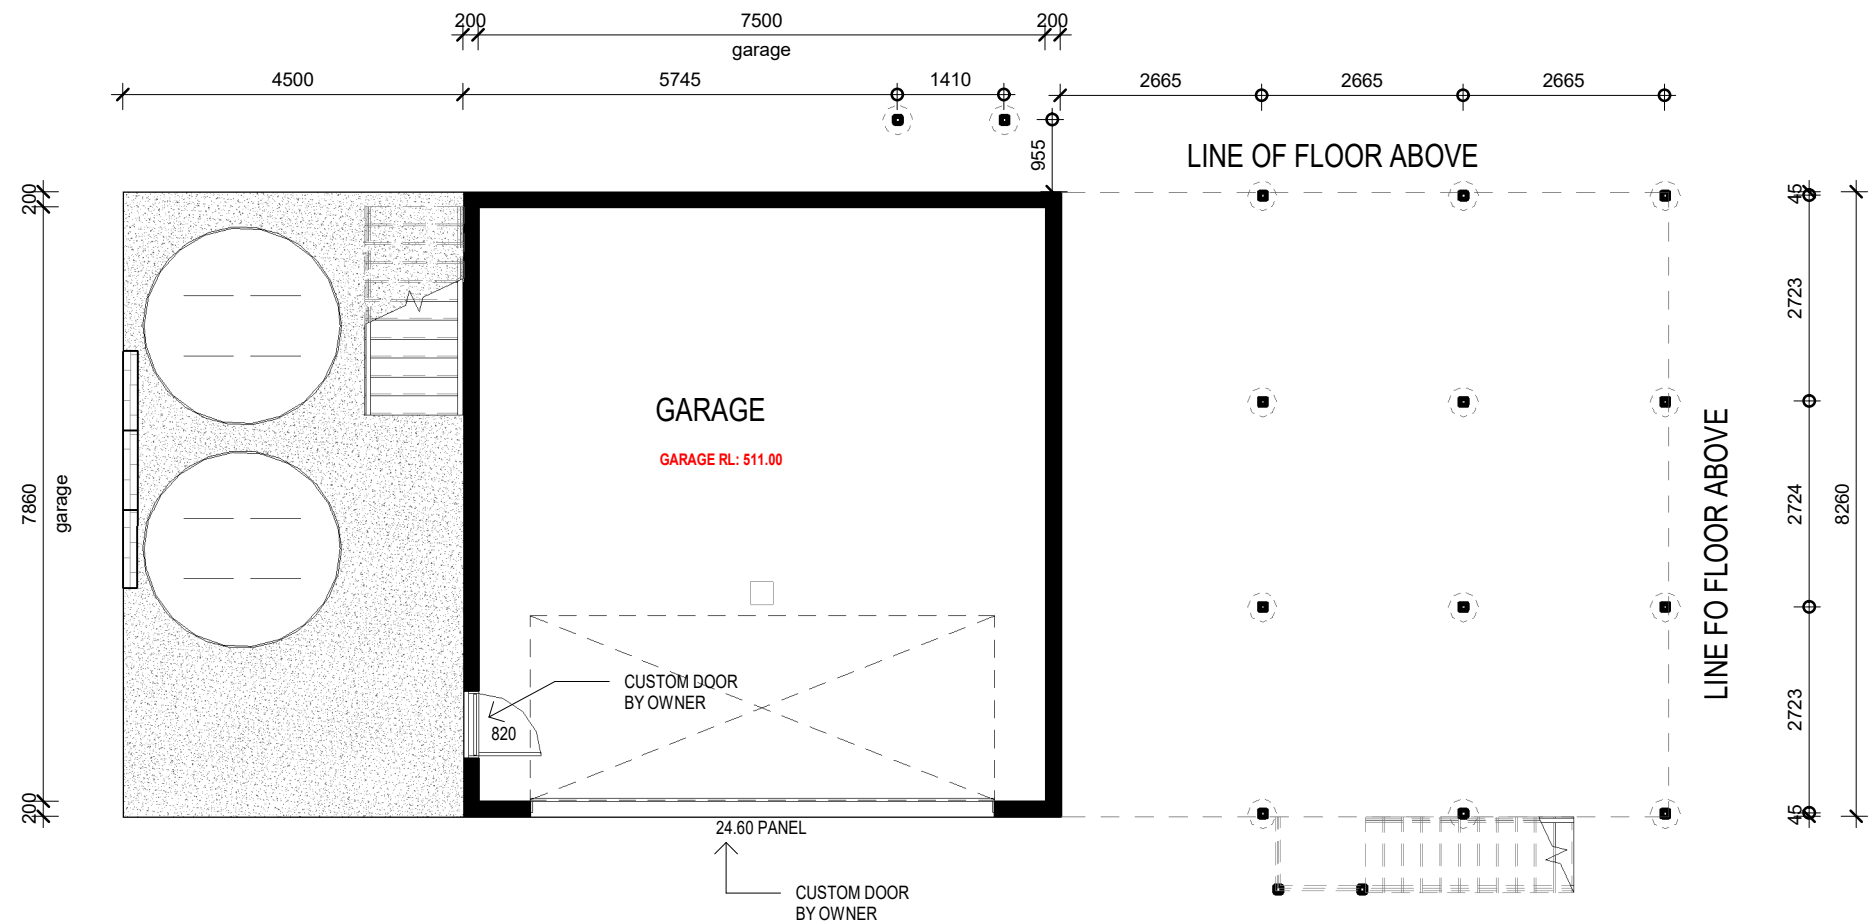 200
7500
200
garage
4500
5745
1410
2665
2665
2665
955
LINE OF FLOOR ABOVE
200
45
2723
GARAGE
GARAGE RL: 511.00
7860
garage
2724
8260
LINE FO FLOOR ABOVE
CUSTOM DOOR
BY OWNER
820
2723
200
45
24.60 PANEL
CUSTOM DOOR
BY OWNER